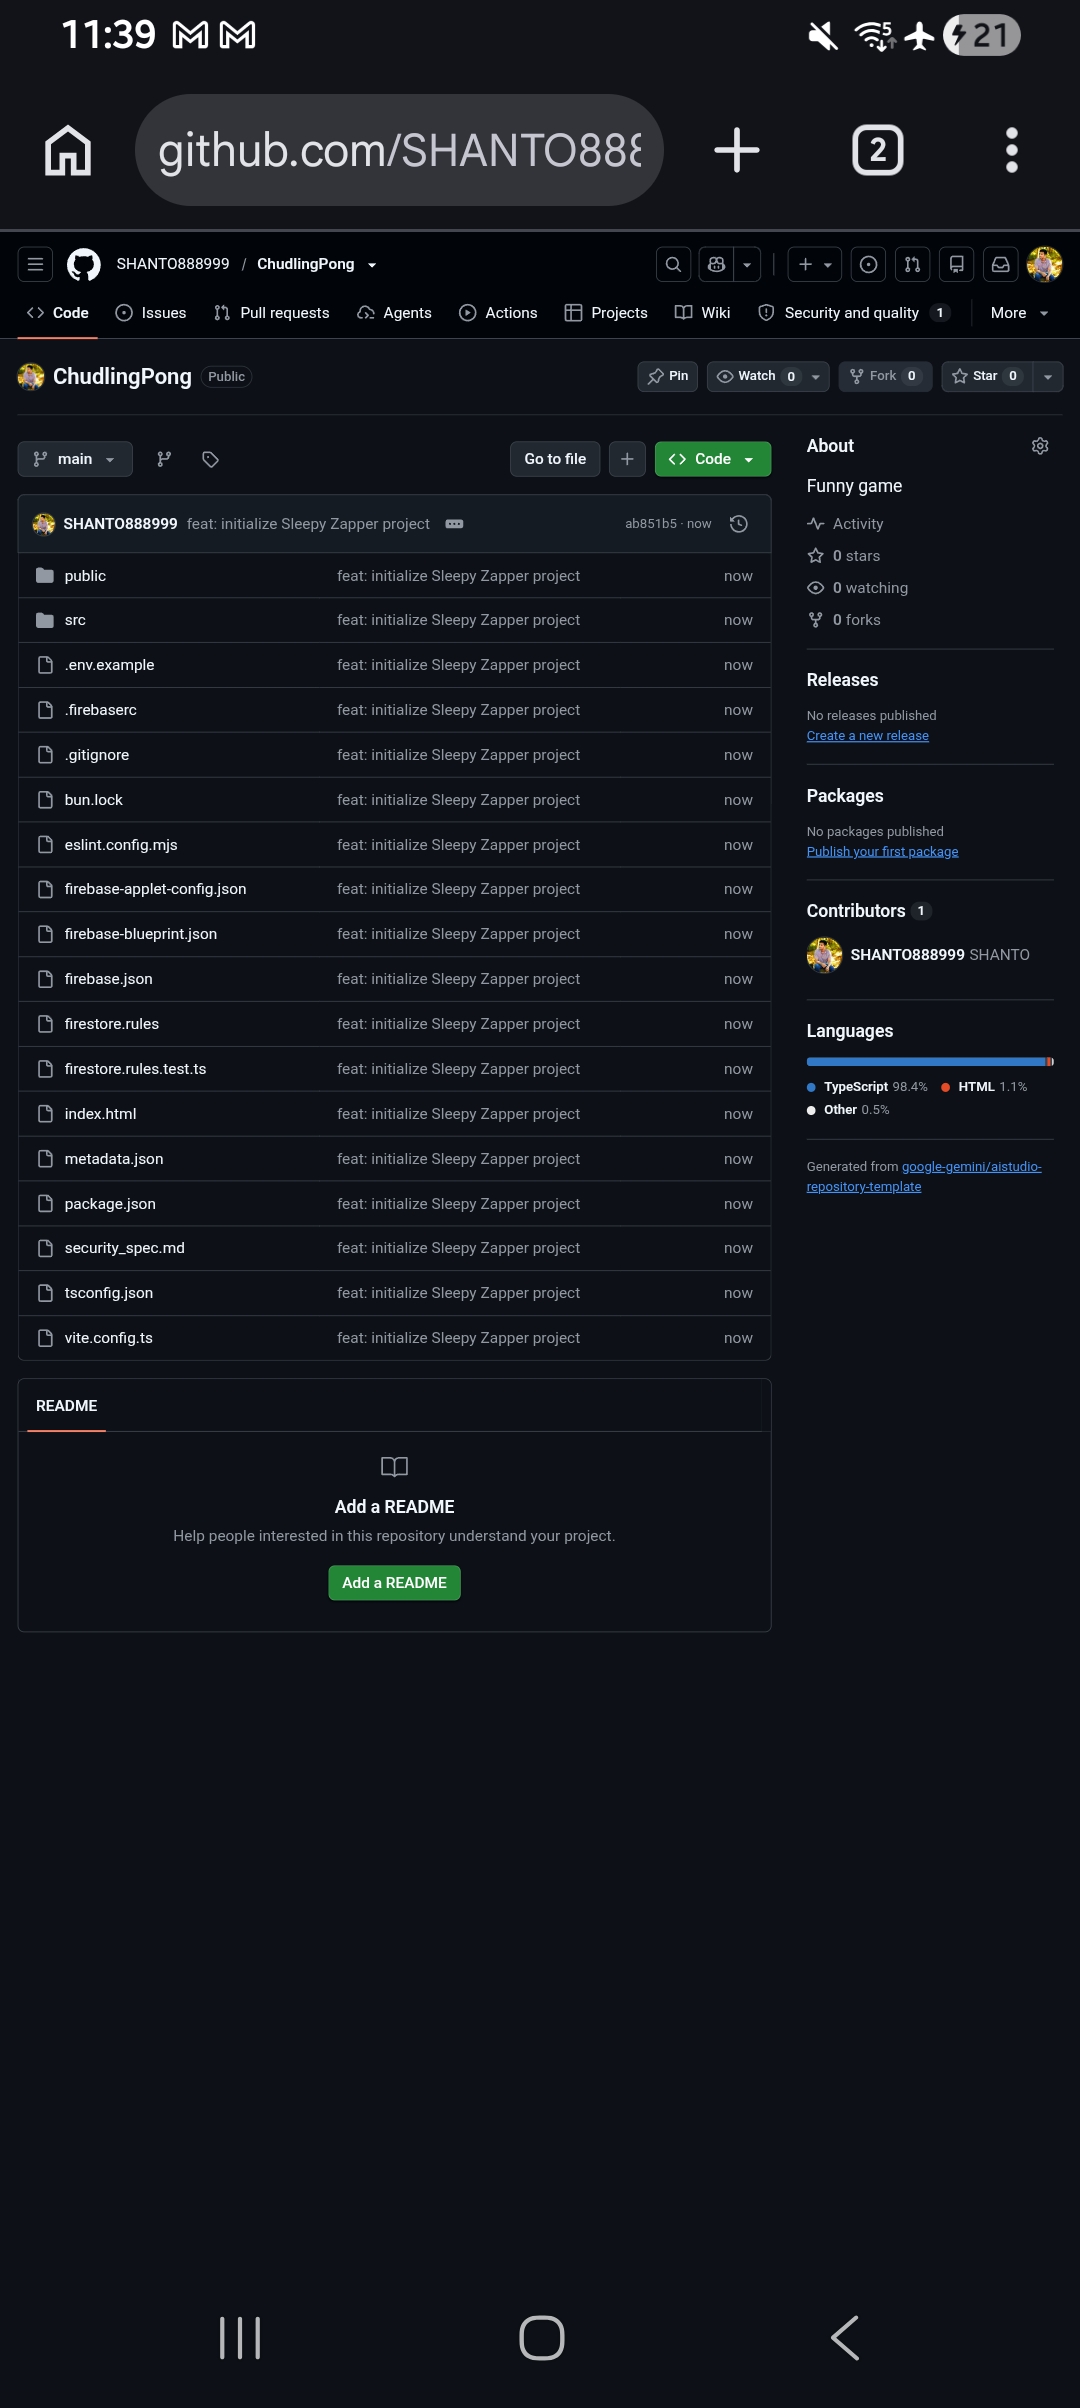 11:39
5
21
github.com/SHANTO888
2
SHANTO888999 / ChudlingPong
Code Issues Pull requests Agents Actions Projects Wiki Security and quality 1 More
ChudlingPong Public
Pin Watch 0 Fork 0 Star 0
main
Go to file
Code
SHANTO888999 feat: initialize Sleepy Zapper project ab851b5 · now
public feat: initialize Sleepy Zapper project now
src feat: initialize Sleepy Zapper project now
.env.example feat: initialize Sleepy Zapper project now
.firebaserc feat: initialize Sleepy Zapper project now
.gitignore feat: initialize Sleepy Zapper project now
bun.lock feat: initialize Sleepy Zapper project now
eslint.config.mjs feat: initialize Sleepy Zapper project now
firebase-applet-config.json feat: initialize Sleepy Zapper project now
firebase-blueprint.json feat: initialize Sleepy Zapper project now
firebase.json feat: initialize Sleepy Zapper project now
firestore.rules feat: initialize Sleepy Zapper project now
firestore.rules.test.ts feat: initialize Sleepy Zapper project now
index.html feat: initialize Sleepy Zapper project now
metadata.json feat: initialize Sleepy Zapper project now
package.json feat: initialize Sleepy Zapper project now
security_spec.md feat: initialize Sleepy Zapper project now
tsconfig.json feat: initialize Sleepy Zapper project now
vite.config.ts feat: initialize Sleepy Zapper project now
README
Add a README
Help people interested in this repository understand your project.
Add a README
About
Funny game
Activity
0 stars
0 watching
0 forks
Releases
No releases published
Create a new release
Packages
No packages published
Publish your first package
Contributors 1
SHANTO888999 SHANTO
Languages
TypeScript 98.4% HTML 1.1%
Other 0.5%
Generated from google-gemini/aistudio-
repository-template